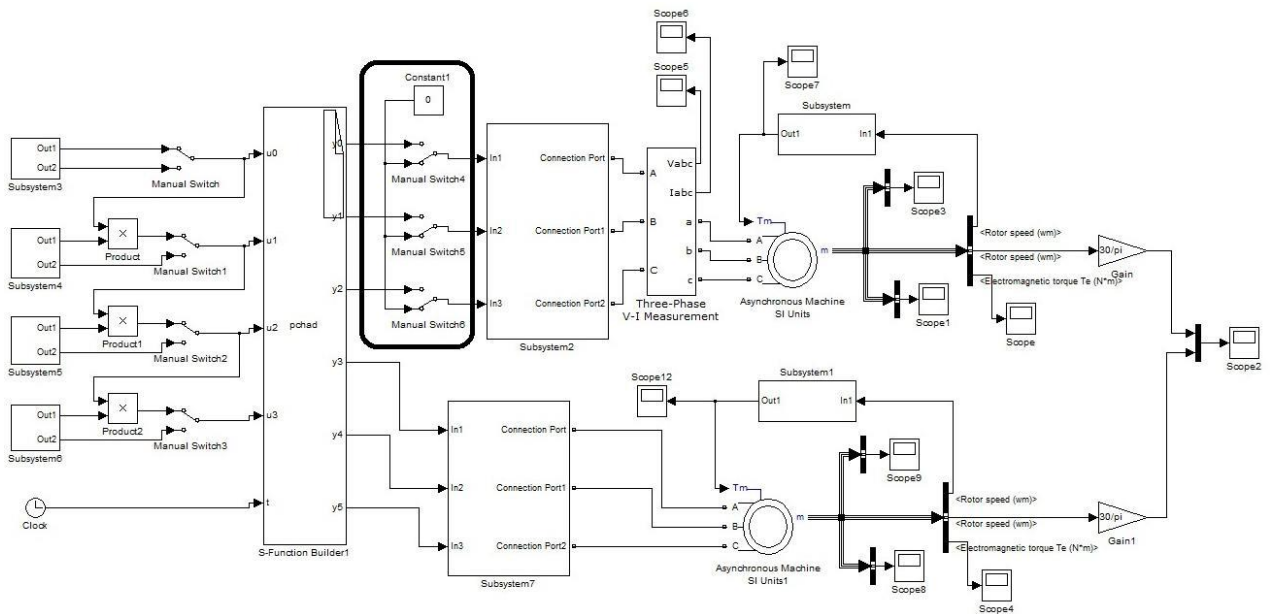 Scope6
Scope5
Scope7
Constant1
0
Subsystem
Out1
In1
Out1
Out2
Subsystem3
Manual Switch
u0
y0
Manual Switch4
In1
Connection Port
A
Vabc
Iabc
Scope3
Product
Out1
Out2
Subsystem4
Manual Switch1
u1
y1
Manual Switch5
In2
Connection Port1
B
a
b
c
Tm
A
B
C
m
<Rotor speed (wm)>
<Rotor speed (wm)>
<Electromagnetic torque Te (N*m)>
30/pi
Gain
y2
Manual Switch6
In3
Connection Port2
C
Three-Phase
V-I Measurement
Asynchronous Machine
SI Units
Scope1
Scope
Subsystem2
Scope2
Out1
Out2
Subsystem5
Product1
Manual Switch2
u2
pchad
y3
Scope12
Subsystem1
Out1
In1
Out1
Out2
Subsystem6
Product2
Manual Switch3
u3
y4
In1
Connection Port
Scope9
Tm
A
B
C
m
In2
Connection Port1
<Rotor speed (wm)>
<Rotor speed (wm)>
<Electromagnetic torque Te (N*m)>
30/pi
Gain1
Clock
t
y5
In3
Connection Port2
S-Function Builder1
Subsystem7
Asynchronous Machine
SI Units1
Scope8
Scope4